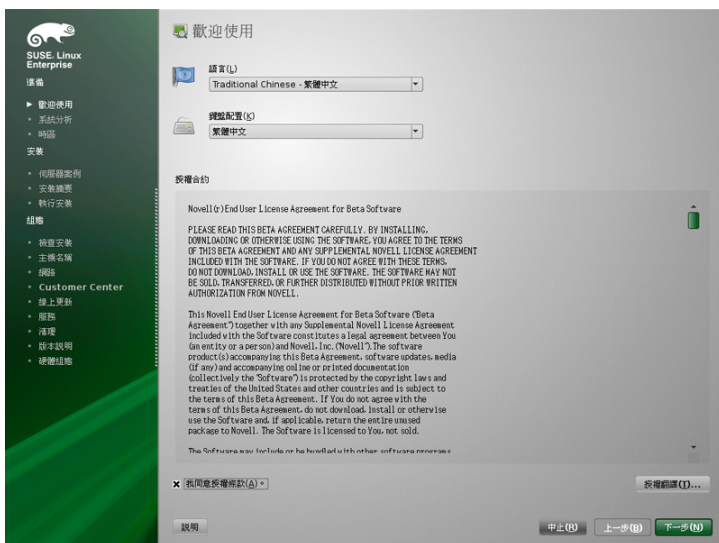 SUSE. Linux
Enterprise
準備
歡迎使用
系統分析
時區
安裝
伺服器案例
安裝摘要
執行安裝
組態
檢查安裝
主機名稱
網路
Customer Center
線上更新
服務
清理
版本說明
硬體組態
歡迎使用
語言(L)
Traditional Chinese - 繁體中文
鍵盤配置(K)
繁體中文
授權合約
Novell(r) End User License Agreement for Beta Software
PLEASE READ THIS BETA AGREEMENT CAREFULLY. BY INSTALLING,
DOWNLOADING OR OTHERWISE USING THE SOFTWARE, YOU AGREE TO THE TERMS
OF THIS BETA AGREEMENT AND ANY SUPPLEMENTAL NOVELL LICENSE AGREEMENT
INCLUDED WITH THE SOFTWARE. IF YOU DO NOT AGREE WITH THESE TERMS,
DO NOT DOWNLOAD, INSTALL OR USE THE SOFTWARE. THE SOFTWARE MAY NOT
BE SOLD, TRANSFERRED, OR FURTHER DISTRIBUTED WITHOUT PRIOR WRITTEN
AUTHORIZATION FROM NOVELL.
This Novell End User License Agreement for Beta Software ("Beta
Agreement") together with any Supplemental Novell License Agreement
included with the Software constitutes a legal agreement between You
(an entity or a person) and Novell, Inc. ("Novell"). The software
product(s) accompanying this Beta Agreement, software updates, media
(if any) and accompanying online or printed documentation
(collectively the "Software") is protected by the copyright laws and
treaties of the United States and other countries and is subject to
the terms of this Beta Agreement. If You do not agree with the
terms of this Beta Agreement, do not download, install or otherwise
use the Software and, if applicable, return the entire unused
package to Novell. The Software is licensed to You, not sold.
The Software may include or be bundled with other software programs
我同意授權條款(A)。
授權翻譯(T)...
說明
中止(R)
上一步(B)
下一步(N)